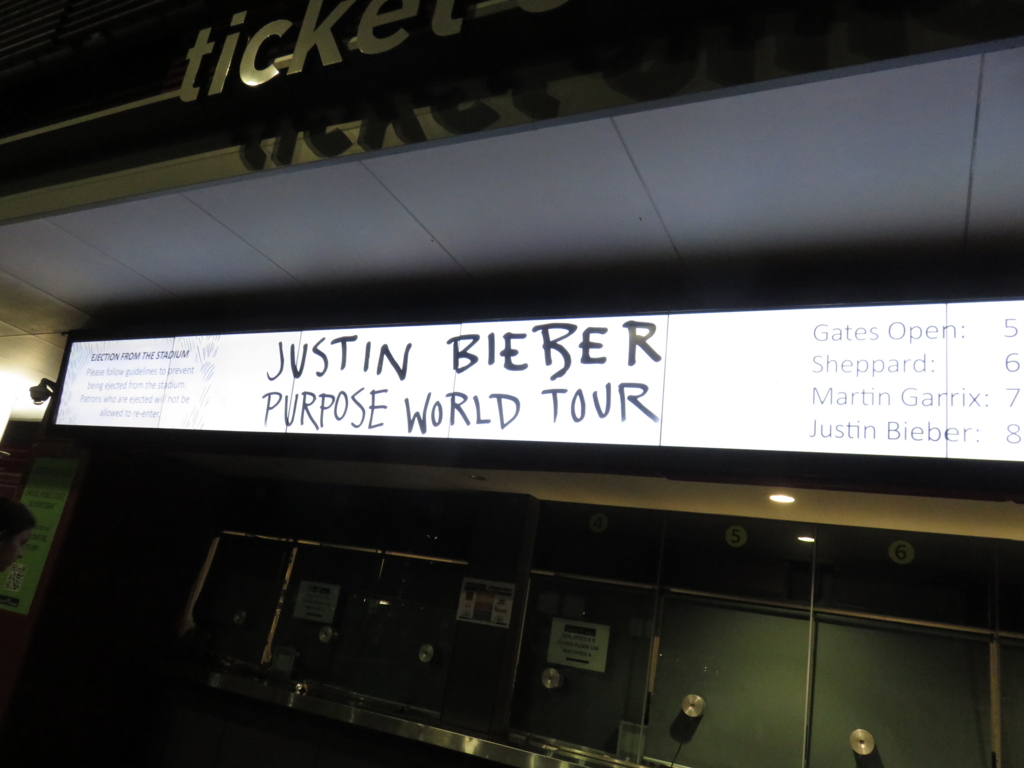 ticket
EJECTION FROM THE STADIUM
Please follow guidelines to prevent
being ejected from the stadium.
Patrons who are ejected will not be
allowed to re-enter.
JUSTIN BIEBER
PURPOSE WORLD TOUR
Gates Open: 5
Sheppard: 6
Martin Garrix: 7
Justin Bieber: 8
4
5
6